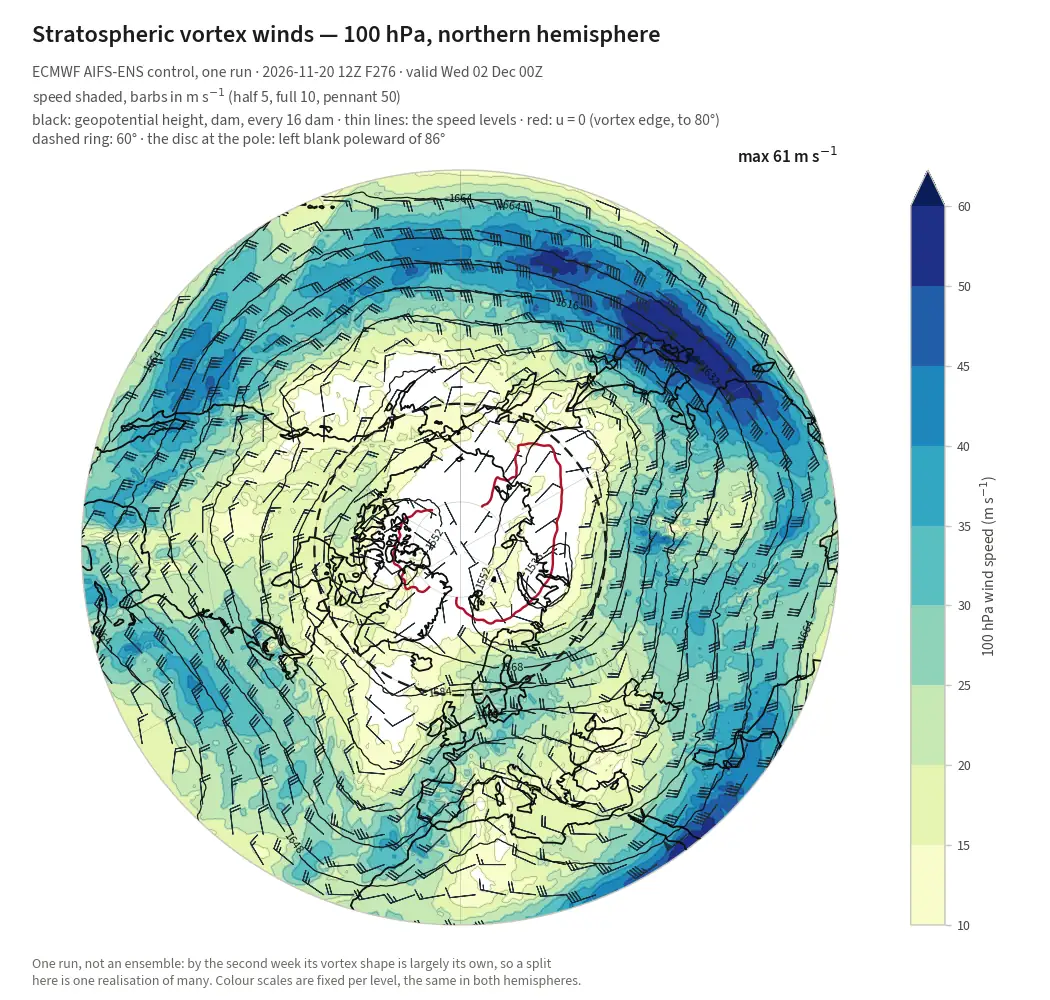 Stratospheric vortex winds — 100 hPa, northern hemisphere
ECMWF AIFS-ENS control, one run · 2026-11-20 12Z F276 · valid Wed 02 Dec 00Z
speed shaded, barbs in m s⁻¹ (half 5, full 10, pennant 50)
black: geopotential height, dam, every 16 dam · thin lines: the speed levels · red: u = 0 (vortex edge, to 80°)
dashed ring: 60° · the disc at the pole: left blank poleward of 86°
max 61 m s⁻¹
1664
1664
60
50
1616
45
1664
1632
40
35
1552
100 hPa wind speed (m s⁻¹)
1552
30
1664
1568
25
1584
20
1648
15
10
One run, not an ensemble: by the second week its vortex shape is largely its own, so a split
here is one realisation of many. Colour scales are fixed per level, the same in both hemispheres.